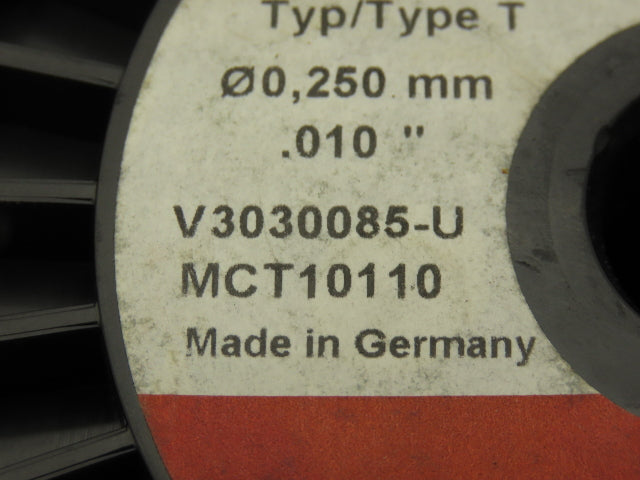 Typ/Type T
Ø0,250 mm
.010 "
V3030085-U
MCT10110
Made in Germany